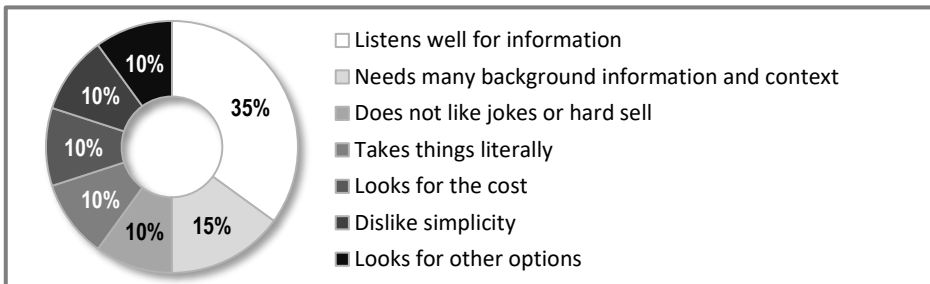 10%
10%
10%
10%
10%
15%
35%
Listens well for information
Needs many background information and context
Does not like jokes or hard sell
Takes things literally
Looks for the cost
Dislike simplicity
Looks for other options